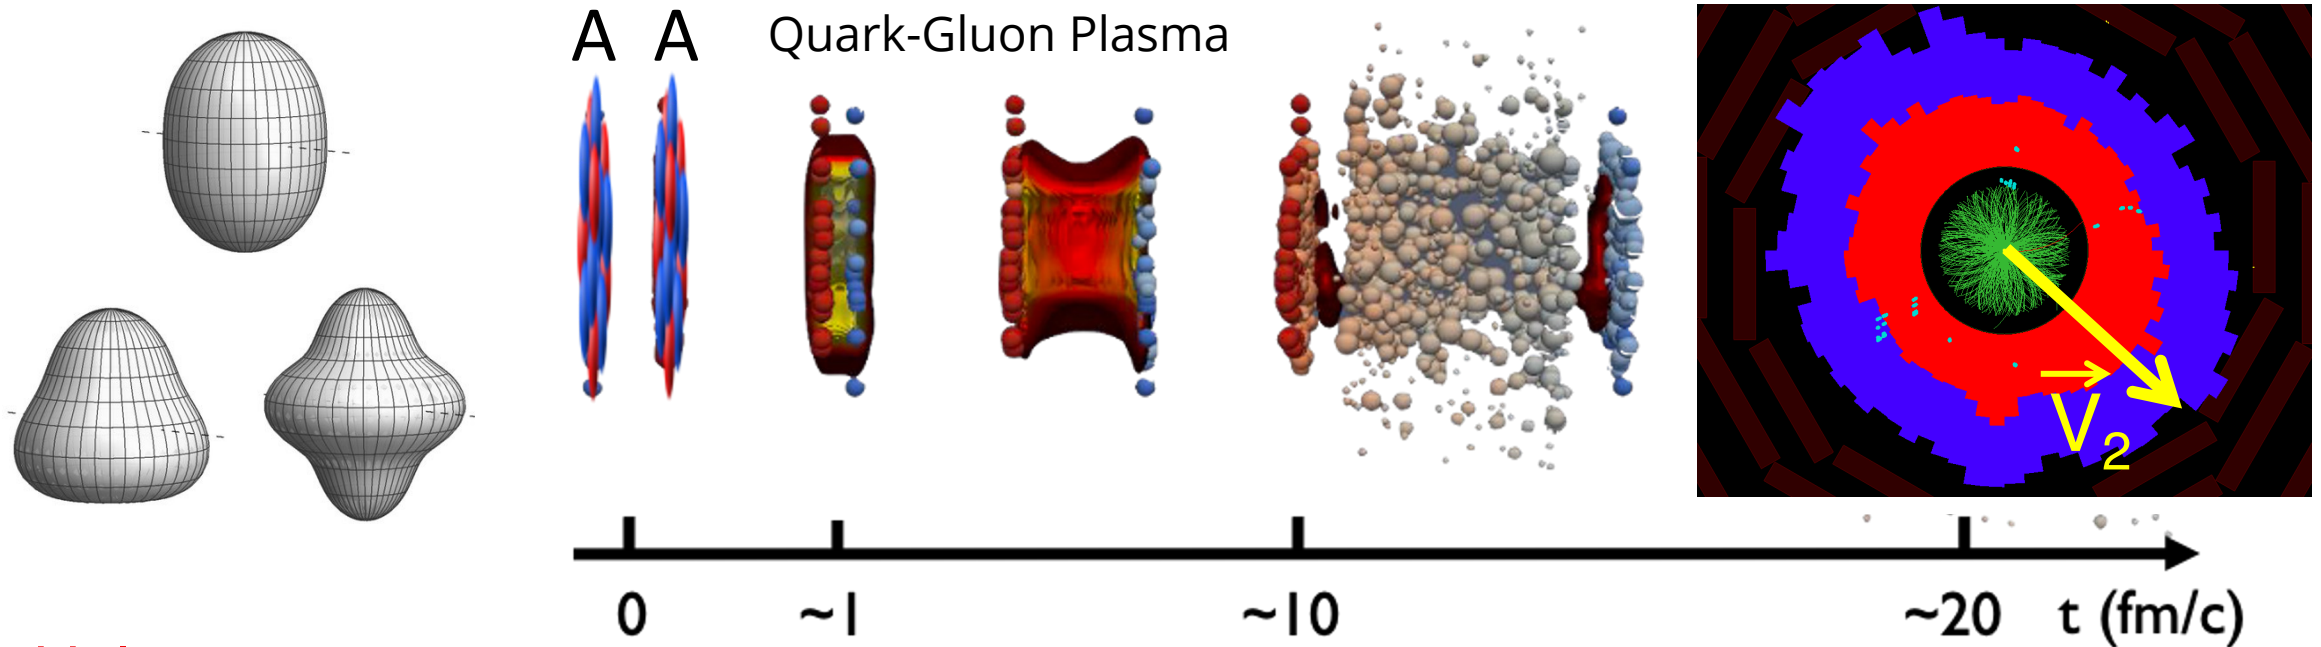 A A
Quark-Gluon Plasma
V₂
0 ~1 ~10 ~20 t (fm/c)